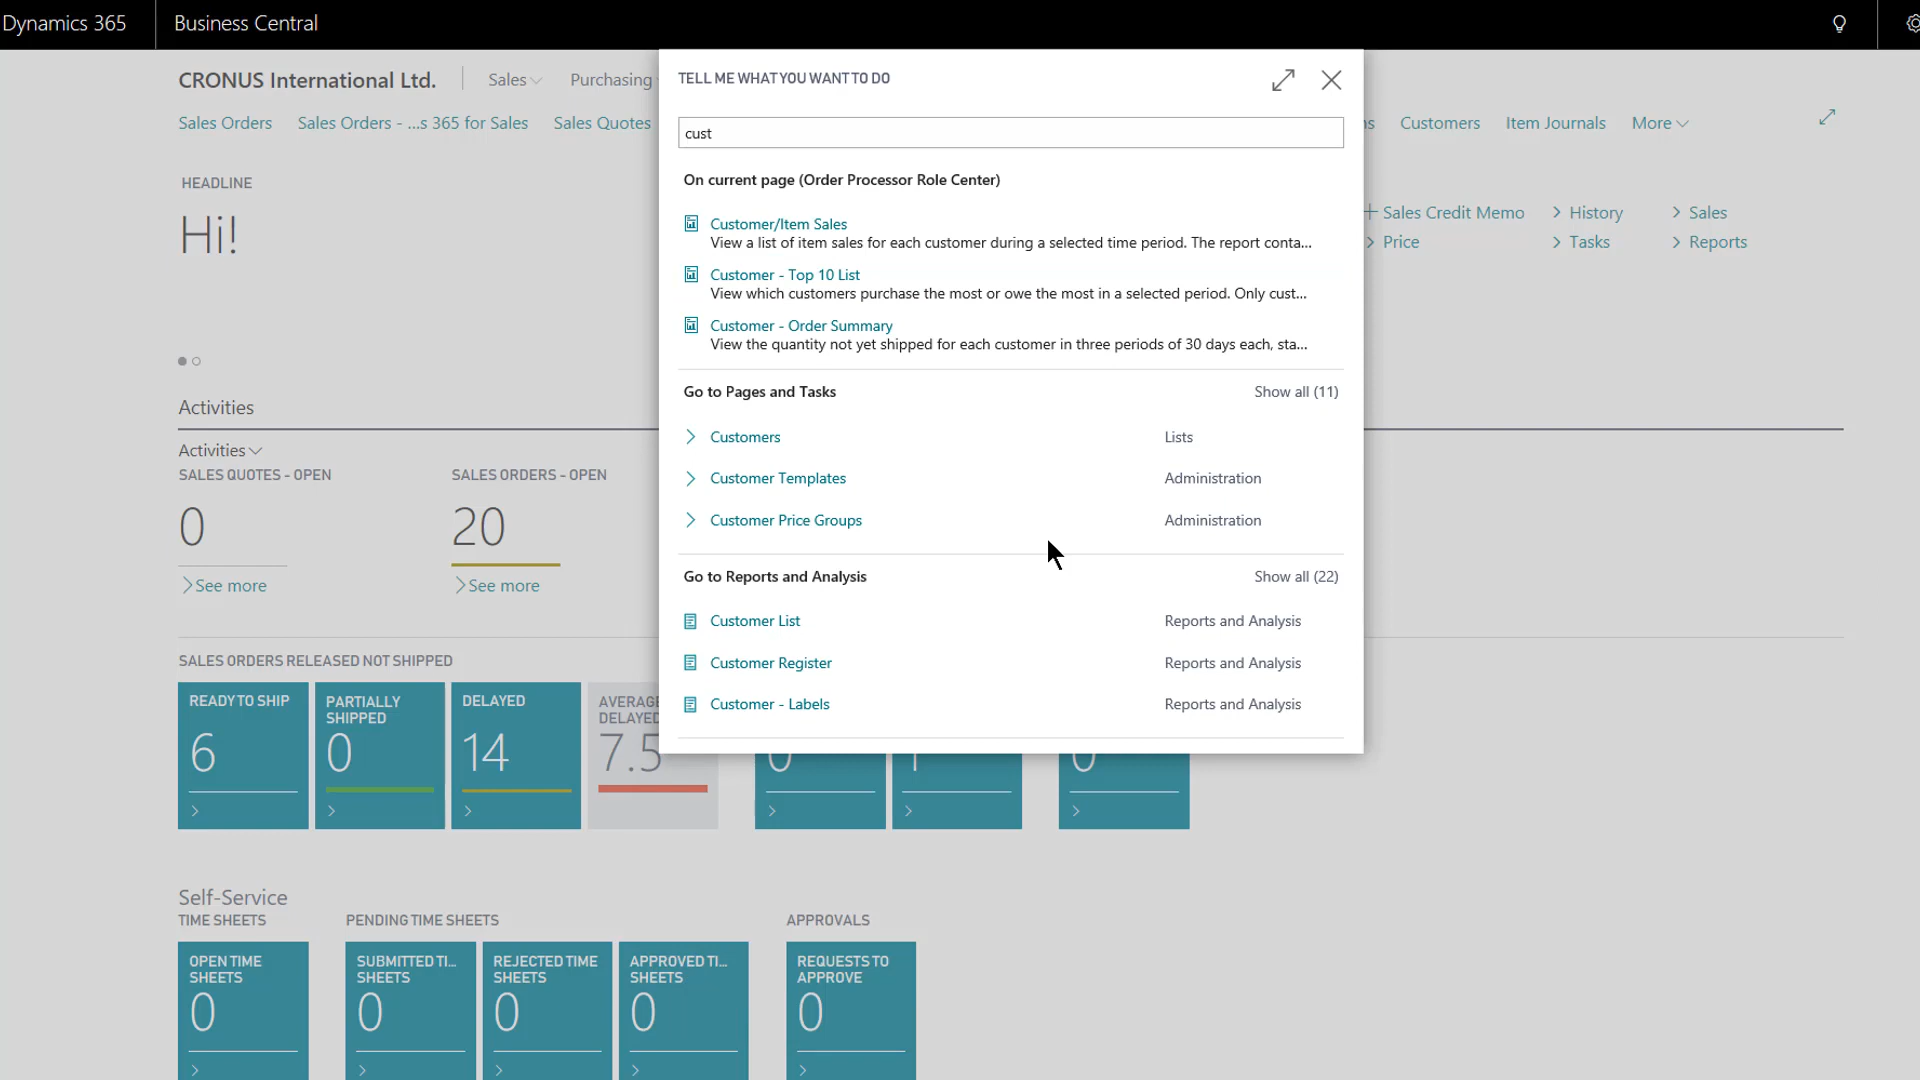 Dynamics 365
Business Central
CRONUS International Ltd.
Sales
Purchasing
Sales Orders
Sales Orders - ...s 365 for Sales
Sales Quotes
Customers
Item Journals
More
HEADLINE
Hi!
Sales Credit Memo
History
Sales
Price
Tasks
Reports
TELL ME WHAT YOU WANT TO DO
cust
On current page (Order Processor Role Center)
Customer/Item Sales
View a list of item sales for each customer during a selected time period. The report conta...
Customer - Top 10 List
View which customers purchase the most or owe the most in a selected period. Only cust...
Customer - Order Summary
View the quantity not yet shipped for each customer in three periods of 30 days each, sta...
Go to Pages and Tasks
Show all (11)
Customers
Lists
Customer Templates
Administration
Customer Price Groups
Administration
Go to Reports and Analysis
Show all (22)
Customer List
Reports and Analysis
Customer Register
Reports and Analysis
Customer - Labels
Reports and Analysis
Activities
Activities
SALES QUOTES - OPEN
0
See more
SALES ORDERS - OPEN
20
See more
SALES ORDERS RELEASED NOT SHIPPED
READY TO SHIP
6
PARTIALLY
SHIPPED
0
DELAYED
14
AVERAGE
DELAYED
7.5
Self-Service
TIME SHEETS
OPEN TIME
SHEETS
0
PENDING TIME SHEETS
SUBMITTED TI...
SHEETS
0
REJECTED TIME
SHEETS
0
APPROVED TI...
SHEETS
0
APPROVALS
REQUESTS TO
APPROVE
0